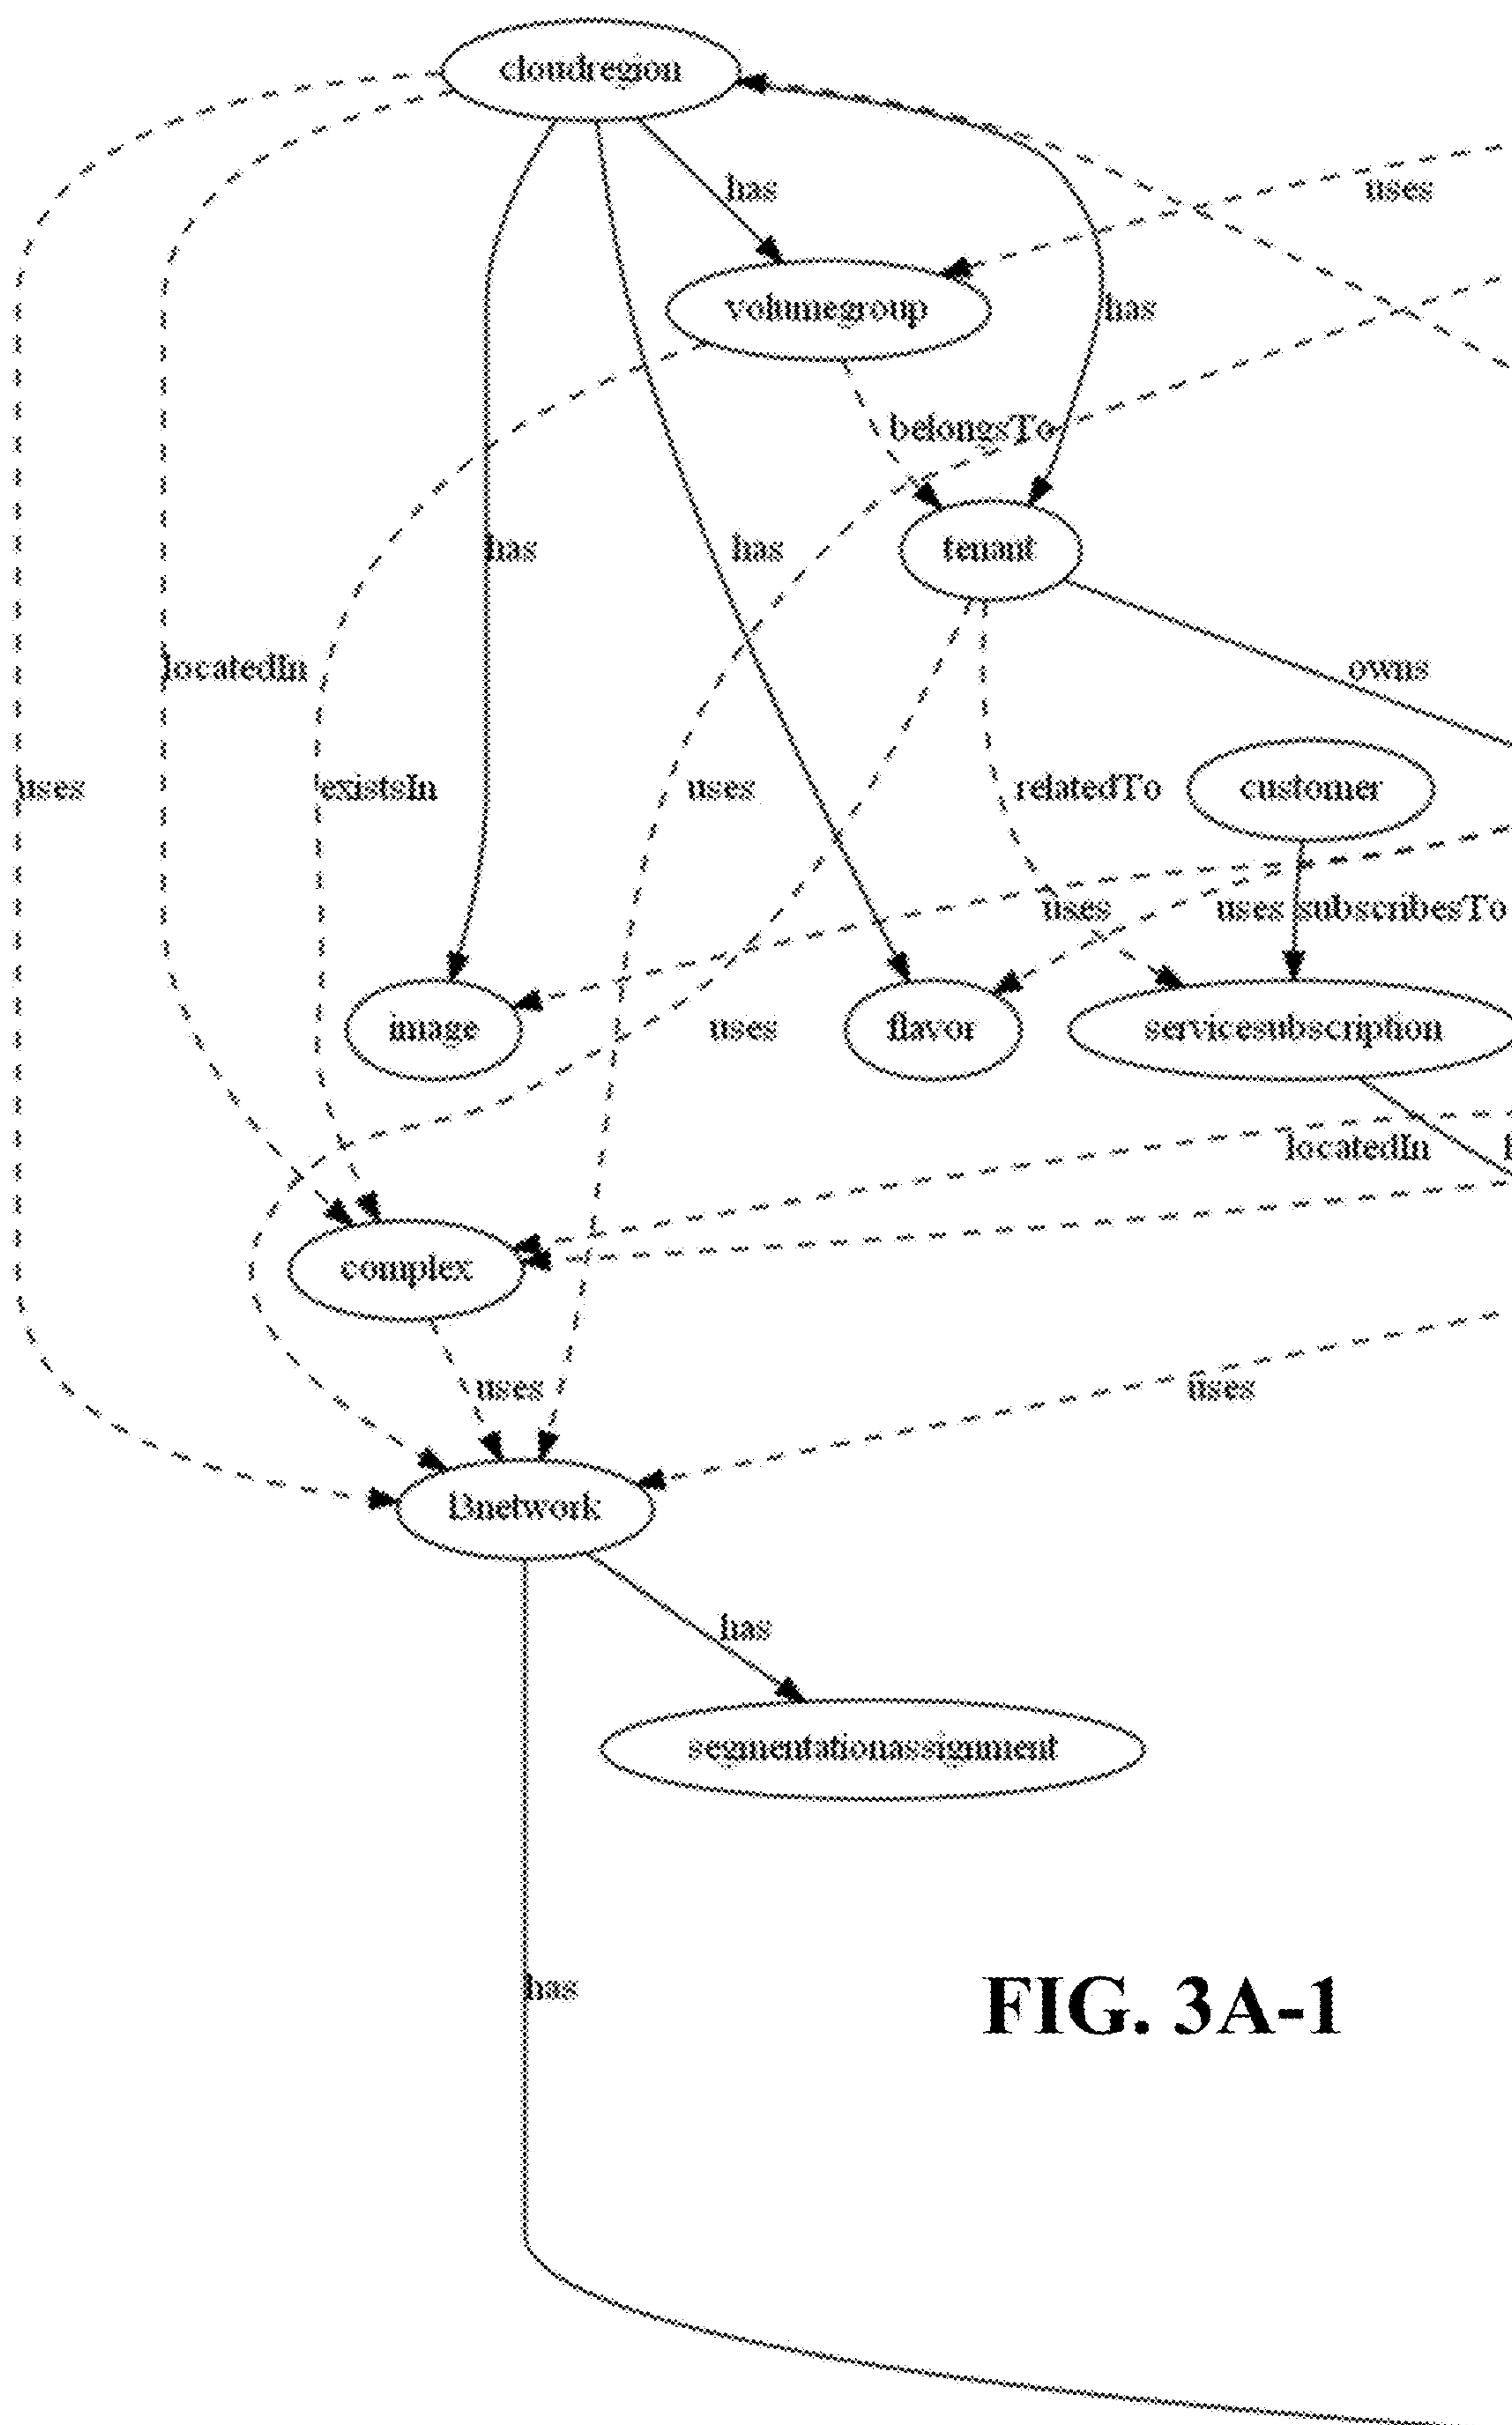 cloudregion
has
uses
volumegroup
has
belongsTo
has
has
tenant
locatedIn
owns
uses
existsIn
uses
relatedTo
customer
uses
uses
subscribesTo
image
uses
flavor
servicesubscription
locatedIn
complex
uses
uses
l3network
has
segmentationassignment
has
FIG. 3A-1